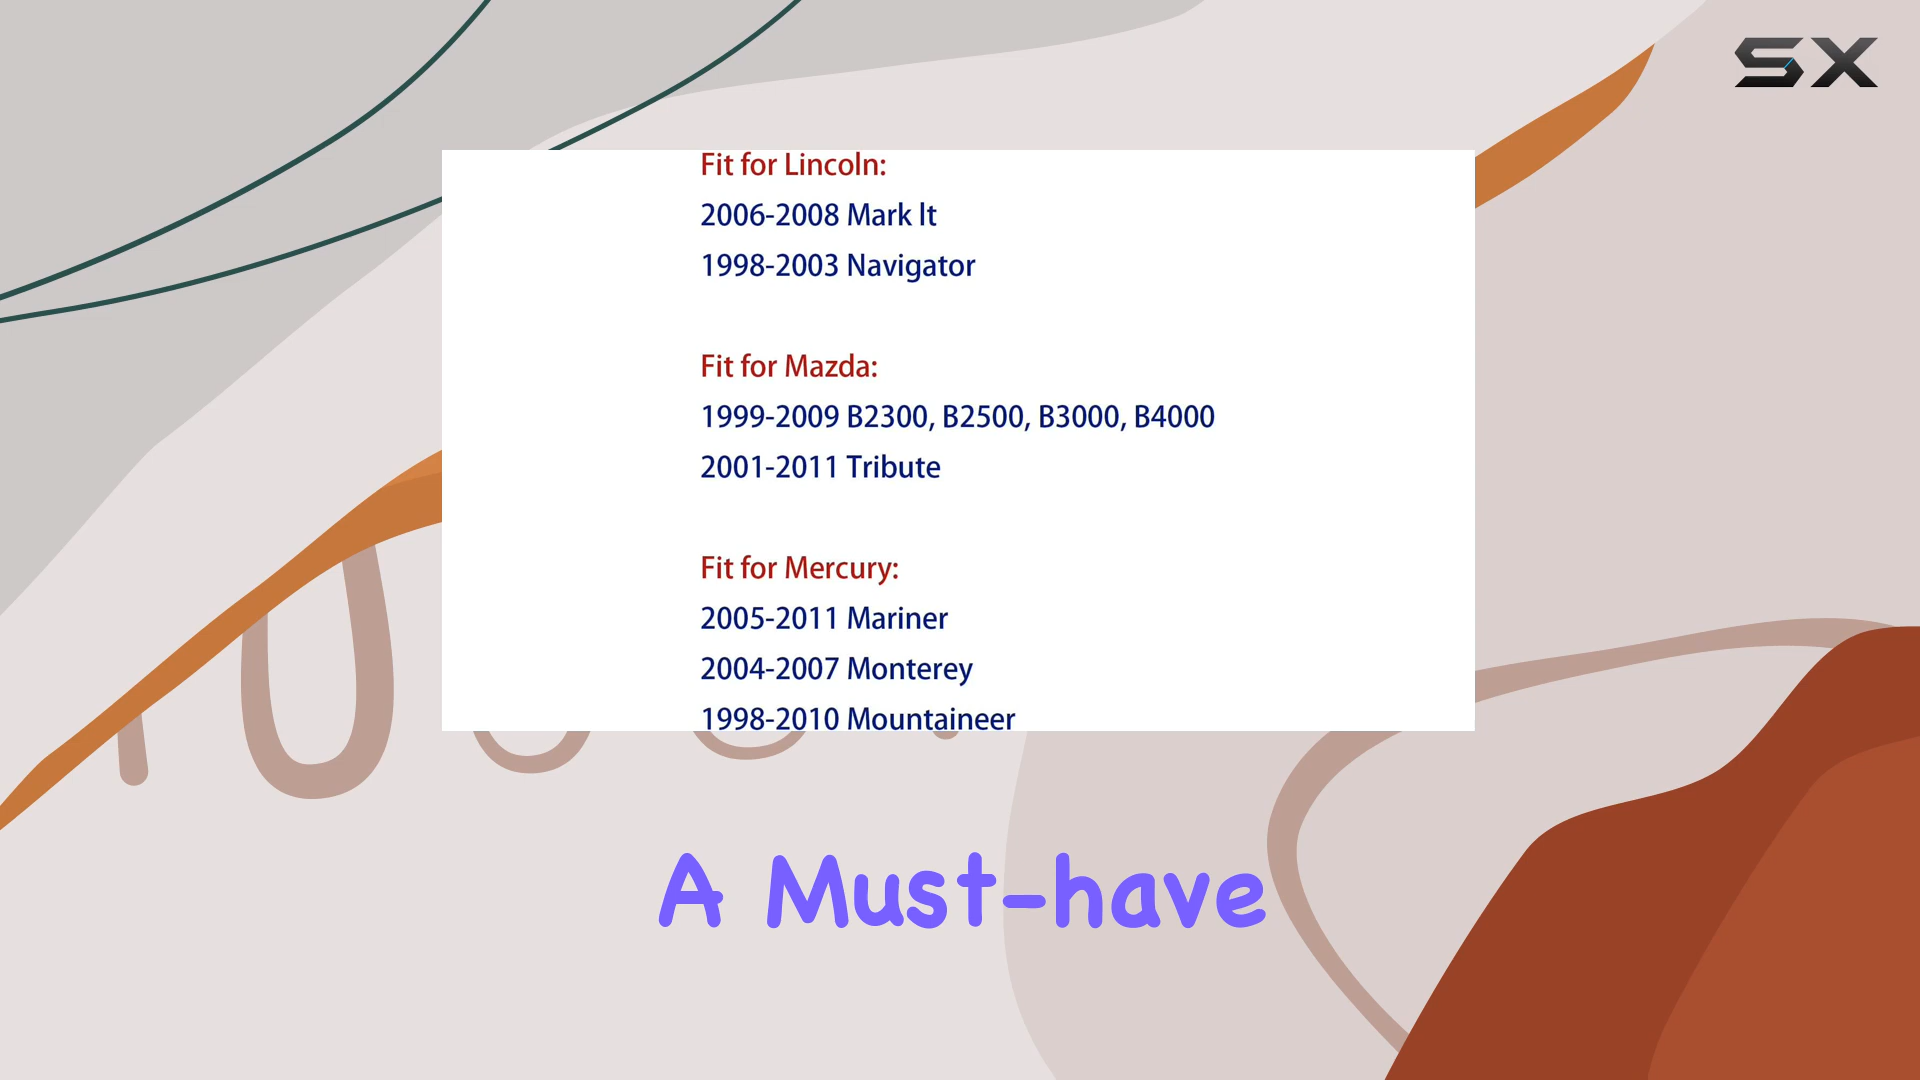 SX
Fit for Lincoln:
2006-2008 Mark lt
1998-2003 Navigator
Fit for Mazda:
1999-2009 B2300, B2500, B3000, B4000
2001-2011 Tribute
Fit for Mercury:
2005-2011 Mariner
2004-2007 Monterey
1998-2010 Mountaineer
A Must-have